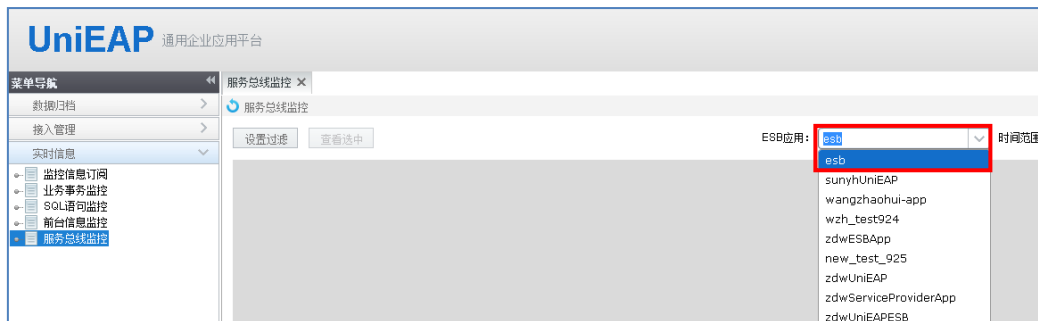 UniEAP 通用企业应用平台
菜单导航
服务总线监控
数据归档
服务总线监控
接入管理
设置过滤 查看选中 ESB应用: esb 时间范围
实时信息
esb
监控信息订阅
sunyhUniEAP
业务事务监控
wangzhaohui-app
SQL语句监控
wzh_test924
前台信息监控
zdwESBApp
服务总线监控
new_test_925
zdwUniEAP
zdwServiceProviderApp
zdwUniEAPESB